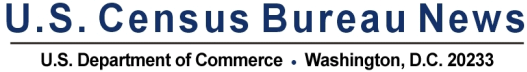 U.S. Census Bureau News
U.S. Department of Commerce • Washington, D.C. 20233